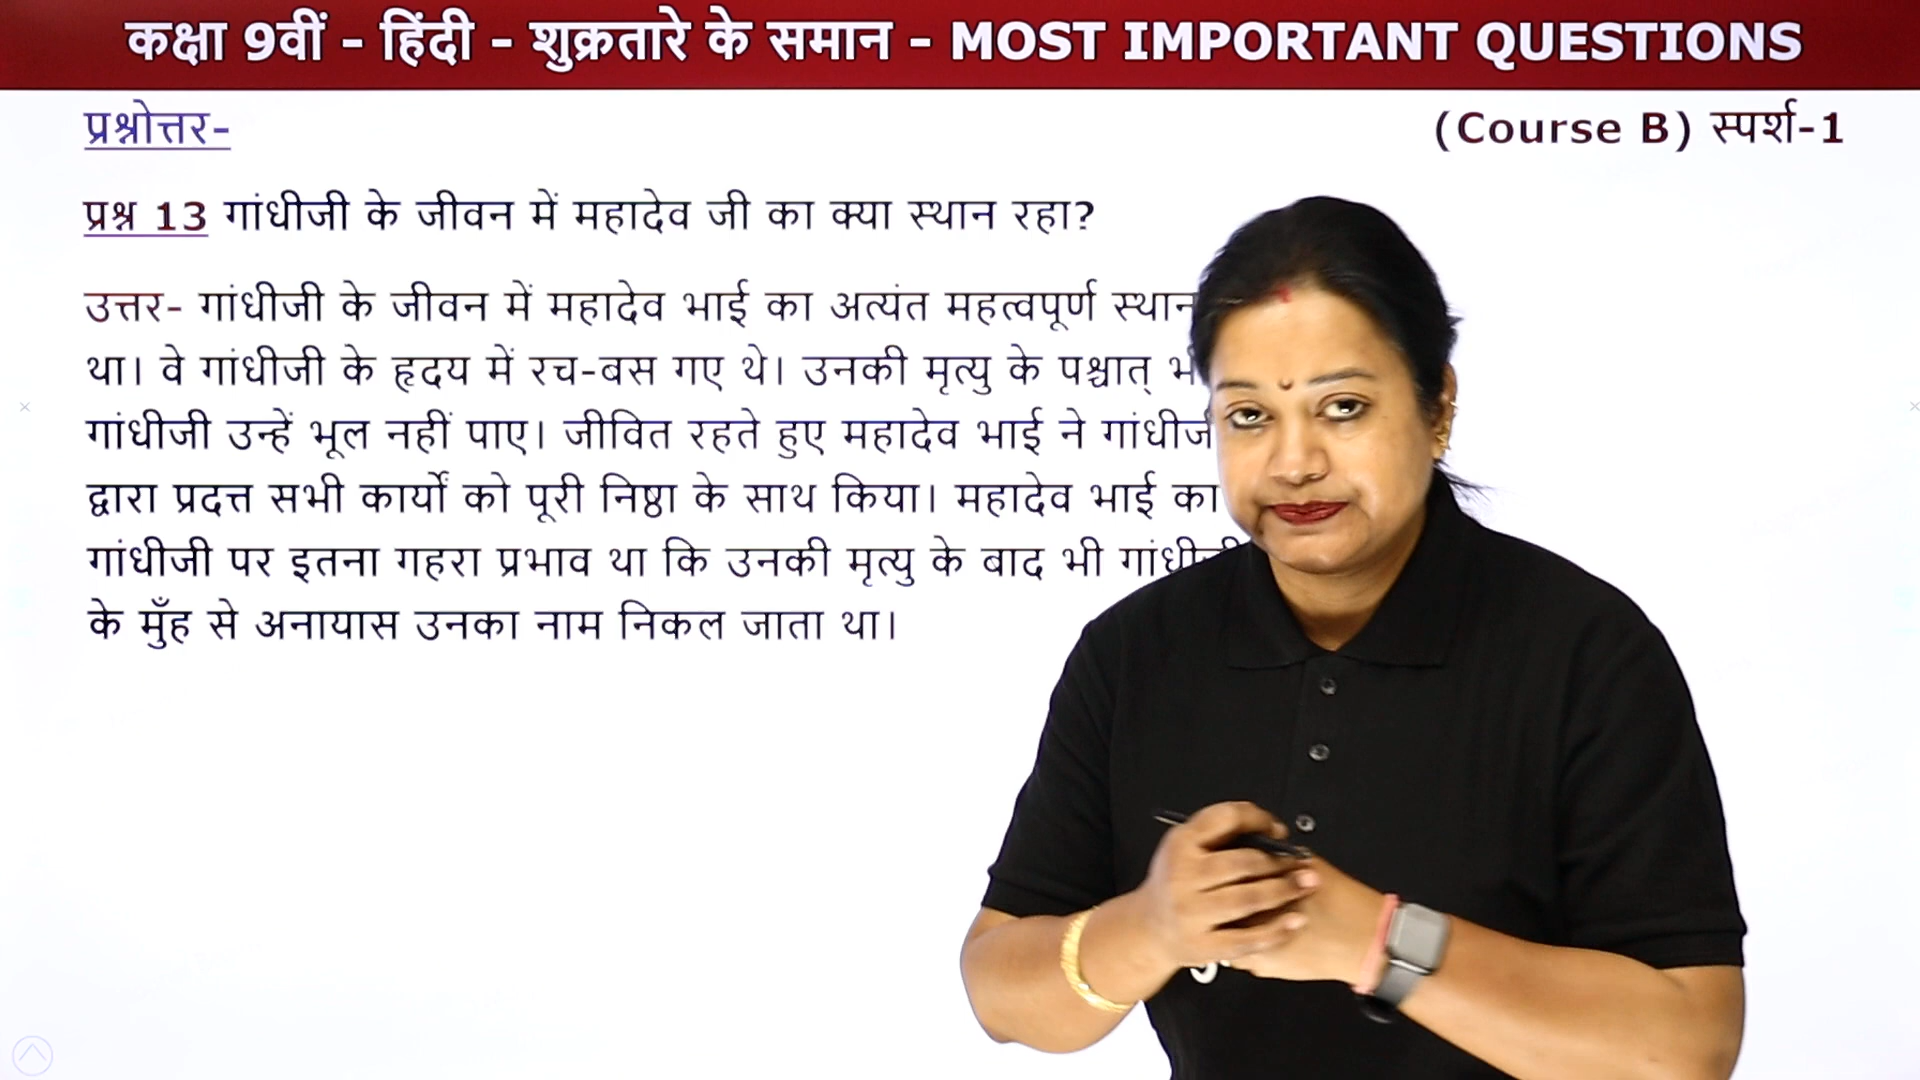 कक्षा 9वीं - हिंदी - शुक्रतारे के समान - MOST IMPORTANT QUESTIONS
प्रश्नोत्तर-
(Course B) स्पर्श-1
प्रश्न 13 गांधीजी के जीवन में महादेव जी का क्या स्थान रहा?
उत्तर- गांधीजी के जीवन में महादेव भाई का अत्यंत महत्वपूर्ण स्थान
था। वे गांधीजी के हृदय में रच-बस गए थे। उनकी मृत्यु के पश्चात्
गांधीजी उन्हें भूल नहीं पाए। जीवित रहते हुए महादेव भाई ने
द्वारा प्रदत्त सभी कार्यों को पूरी निष्ठा के साथ किया। महादेव भाई का
गांधीजी पर इतना गहरा प्रभाव था कि उनकी मृत्यु के बाद भी
के मुँह से अनायास उनका नाम निकल जाता था।